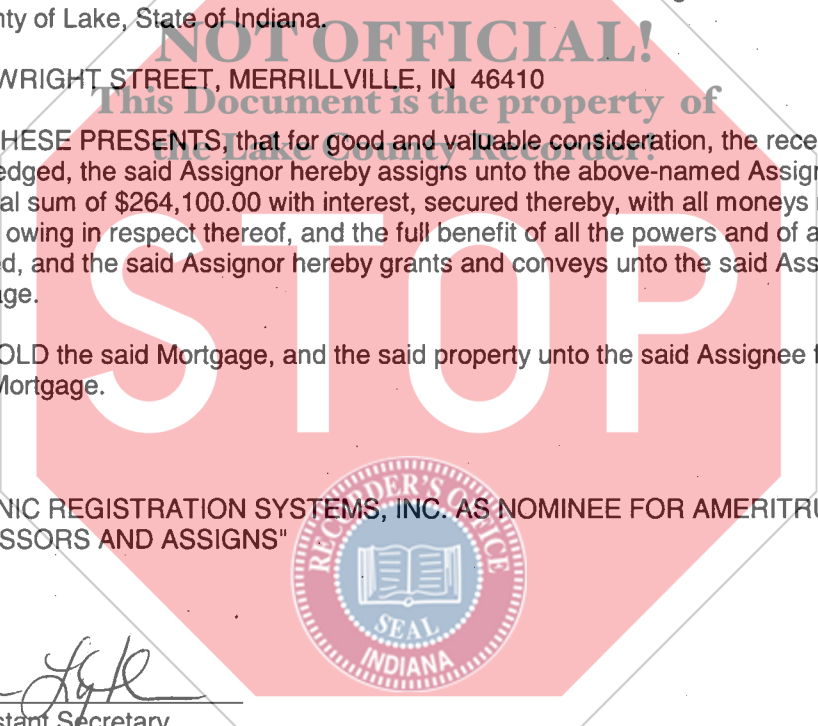 nty of Lake, State of Indiana.
NOT OFFICIAL!
WRIGHT STREET, MERRILLVILLE, IN 46410
This Document is the property of
HESE PRESENTS, that for good and valuable consideration, the rece
the Lake County Recorder!
edged, the said Assignor hereby assigns unto the above-named Assign
al sum of $264,100.00 with interest, secured thereby, with all moneys
owing in respect thereof, and the full benefit of all the powers and of a
ed, and the said Assignor hereby grants and conveys unto the said Ass
age.
STOP
OLD the said Mortgage, and the said property unto the said Assignee f
Mortgage.
NIC REGISTRATION SYSTEMS, INC. AS NOMINEE FOR AMERITRU
SSORS AND ASSIGNS"
RECORDER'S OFFICE
SEAL
INDIANA
stant Secretary